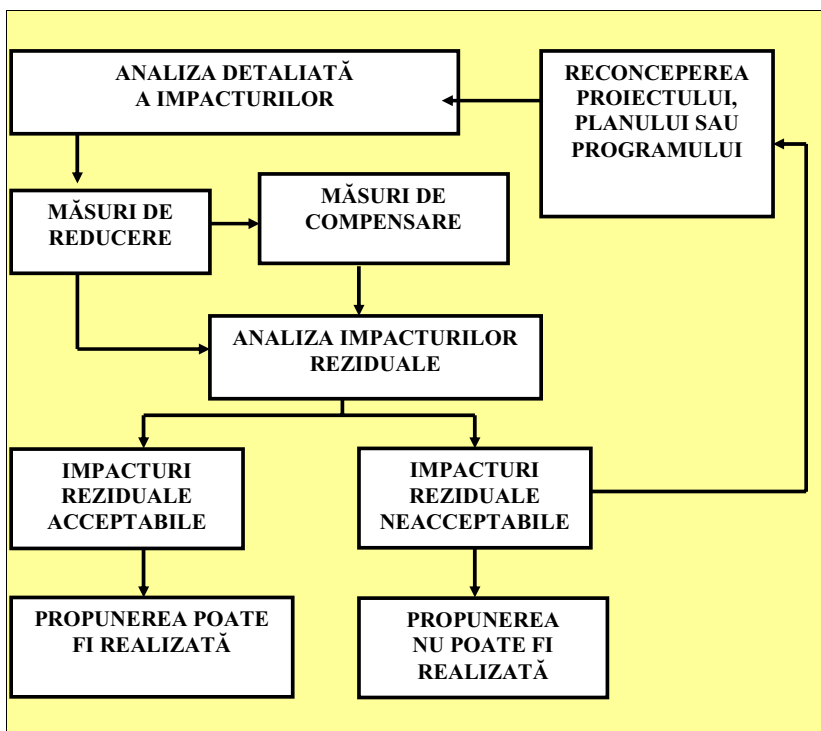 ANALIZA DETALIATĂ
A IMPACTURILOR
RECONCEPEREA
PROIECTULUI,
PLANULUI SAU
PROGRAMULUI
MĂSURI DE
REDUCERE
MĂSURI DE
COMPENSARE
ANALIZA IMPACTURILOR
REZIDUALE
IMPACTURI
REZIDUALE
ACCEPTABILE
IMPACTURI
REZIDUALE
NEACCEPTABILE
PROPUNEREA POATE
FI REALIZATĂ
PROPUNEREA
NU POATE FI
REALIZATĂ